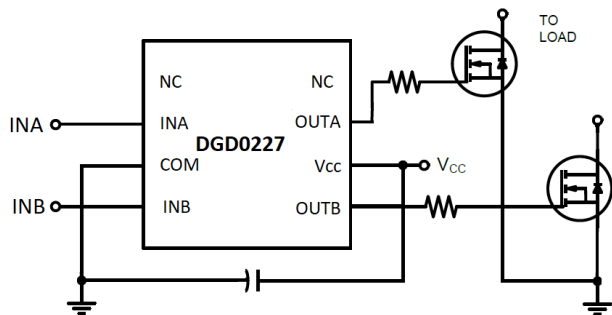 TO
LOAD
NC
NC
INA
INA
OUTA
DGD0227
COM
Vcc
VCC
INB
INB
OUTB